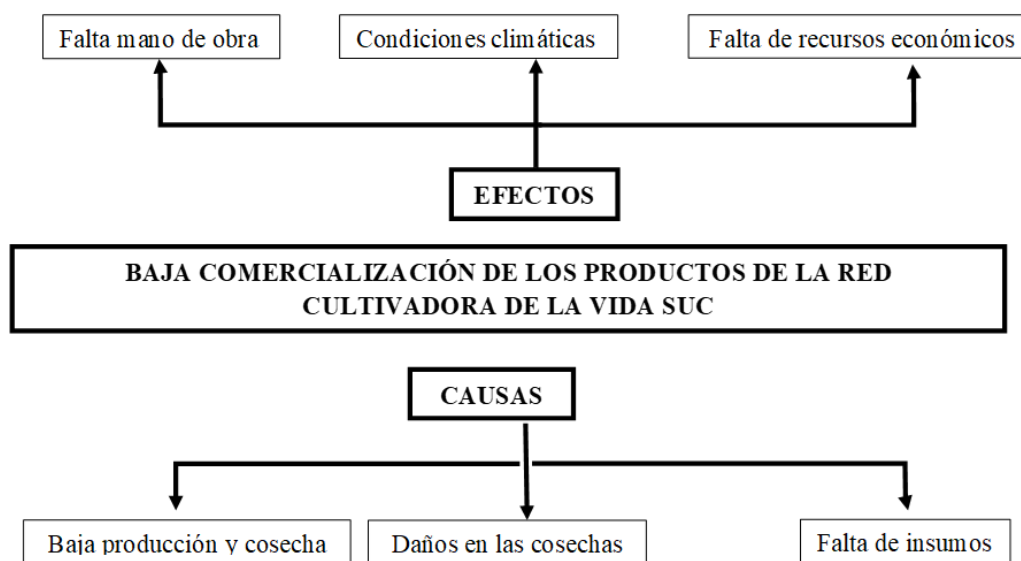 Falta mano de obra
Condiciones climáticas
Falta de recursos económicos
EFECTOS
BAJA COMERCIALIZACIÓN DE LOS PRODUCTOS DE LA RED
CULTIVADORA DE LA VIDA SUC
CAUSAS
Baja producción y cosecha
Daños en las cosechas
Falta de insumos